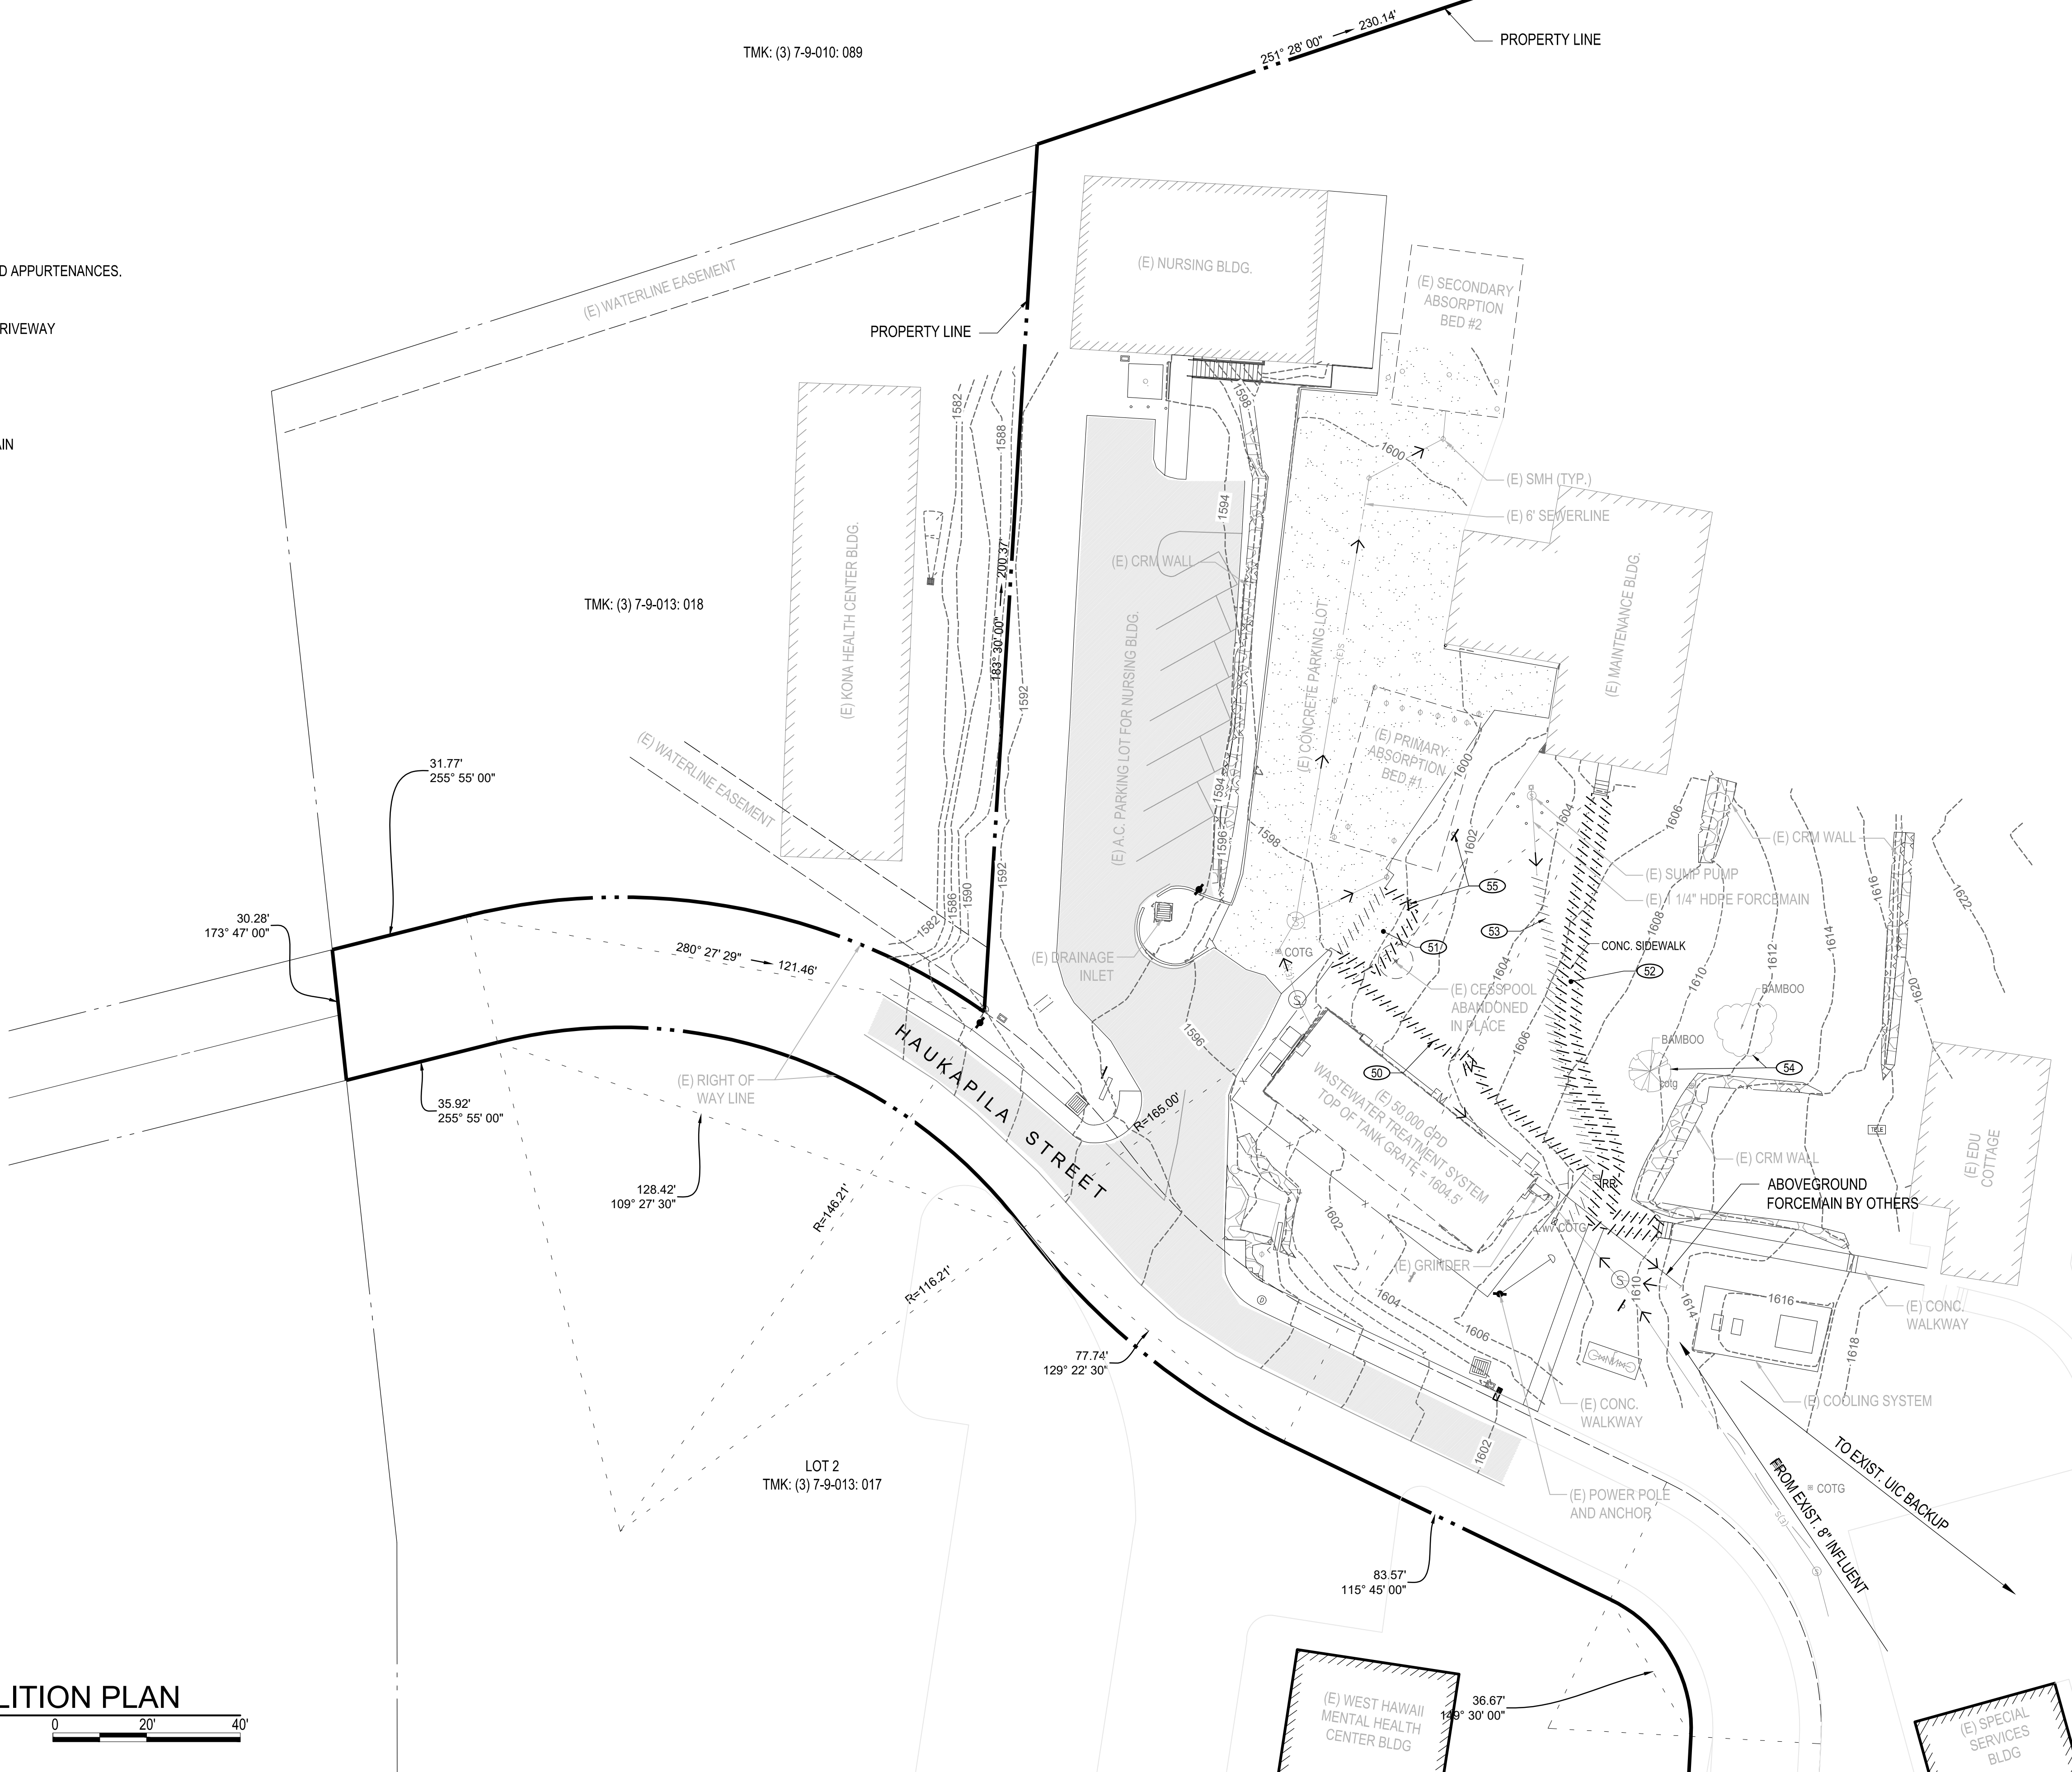 251° 28' 00" 230.14'
PROPERTY LINE
TMK: (3) 7-9-010: 089
D APPURTENANCES.
RIVEWAY
AIN
(E) WATERLINE EASEMENT
PROPERTY LINE
(E) NURSING BLDG.
(E) SECONDARY
ABSORPTION
BED #2
1582
1588
1598
1600
1594
(E) SMH (TYP.)
(E) 6' SEWERLINE
(E) CRM WALL
(E) KONA HEALTH CENTER BLDG.
183° 30' 00" 200.37'
TMK: (3) 7-9-013: 018
(E) A.C. PARKING LOT FOR NURSING BLDG.
(E) CONCRETE PARKING LOT
(E) MAINTENANCE BLDG.
1592
(E) PRIMARY
ABSORPTION
BED #1
1600
(E) WATERLINE EASEMENT
31.77'
255° 55' 00"
1594
1596
1598
1602
1604
1606
(E) CRM WALL
(E) SUMP PUMP
(E) 1 1/4" HDPE FORCEMAIN
1616
1622
1592
1590
1586
1582
30.28'
173° 47' 00"
280° 27' 29" 121.46'
55
51
53
CONC. SIDEWALK
52
1608
1612
1614
(E) DRAINAGE
INLET
COTG
(E) CESSPOOL
ABANDONED
IN PLACE
1604
1610
BAMBOO
1620
S
S
1596
1606
BAMBOO
cotg
54
50
HAUKAPILA STREET
(E) RIGHT OF
WAY LINE
35.92'
255° 55' 00"
R=165.00'
(E) 50,000 GPD
WASTEWATER TREATMENT SYSTEM
TOP OF TANK GRATE = 1604.5'
FM
TELE
(E) EDU
COTTAGE
(E) CRM WALL
RP
ABOVEGROUND
FORCEMAIN BY OTHERS
128.42'
109° 27' 30"
R=146.21'
R=116.21'
1602
wv COTG
(E) GRINDER
S
1610
1614
1616
1604
1606
D
(E) CONC.
WALKWAY
77.74'
129° 22' 30"
1618
(E) COOLING SYSTEM
(E) CONC.
WALKWAY
1602
LOT 2
TMK: (3) 7-9-013: 017
TO EXIST. UIC BACKUP
FROM EXIST. 8" INFLUENT
COTG
(E) POWER POLE
AND ANCHOR
S
83.57'
115° 45' 00"
LITION PLAN
0 20' 40'
(E) WEST HAWAII
MENTAL HEALTH
CENTER BLDG
36.67'
149° 30' 00"
(E) SPECIAL
SERVICES
BLDG